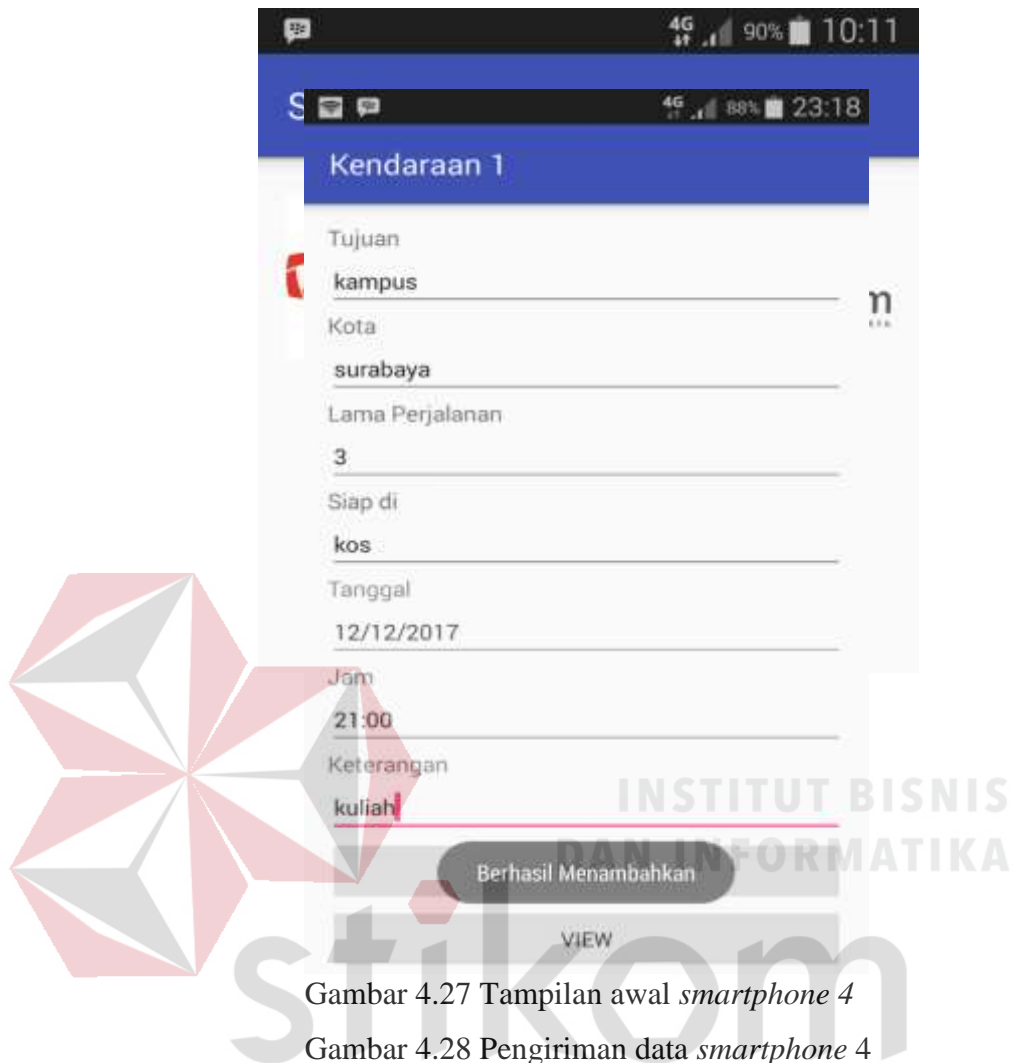 4G 90% 10:11
S
4G 88% 23:18
Kendaraan 1
Tujuan
kampus
m
Kota
surabaya
Lama Perjalanan
3
Siap di
kos
Tanggal
12/12/2017
Jam
21:00
Keterangan
kuliah
INSTITUT BISNIS
DAN INFORMATIKA
Berhasil Menambahkan
VIEW
stikom
Gambar 4.27 Tampilan awal smartphone 4
Gambar 4.28 Pengiriman data smartphone 4